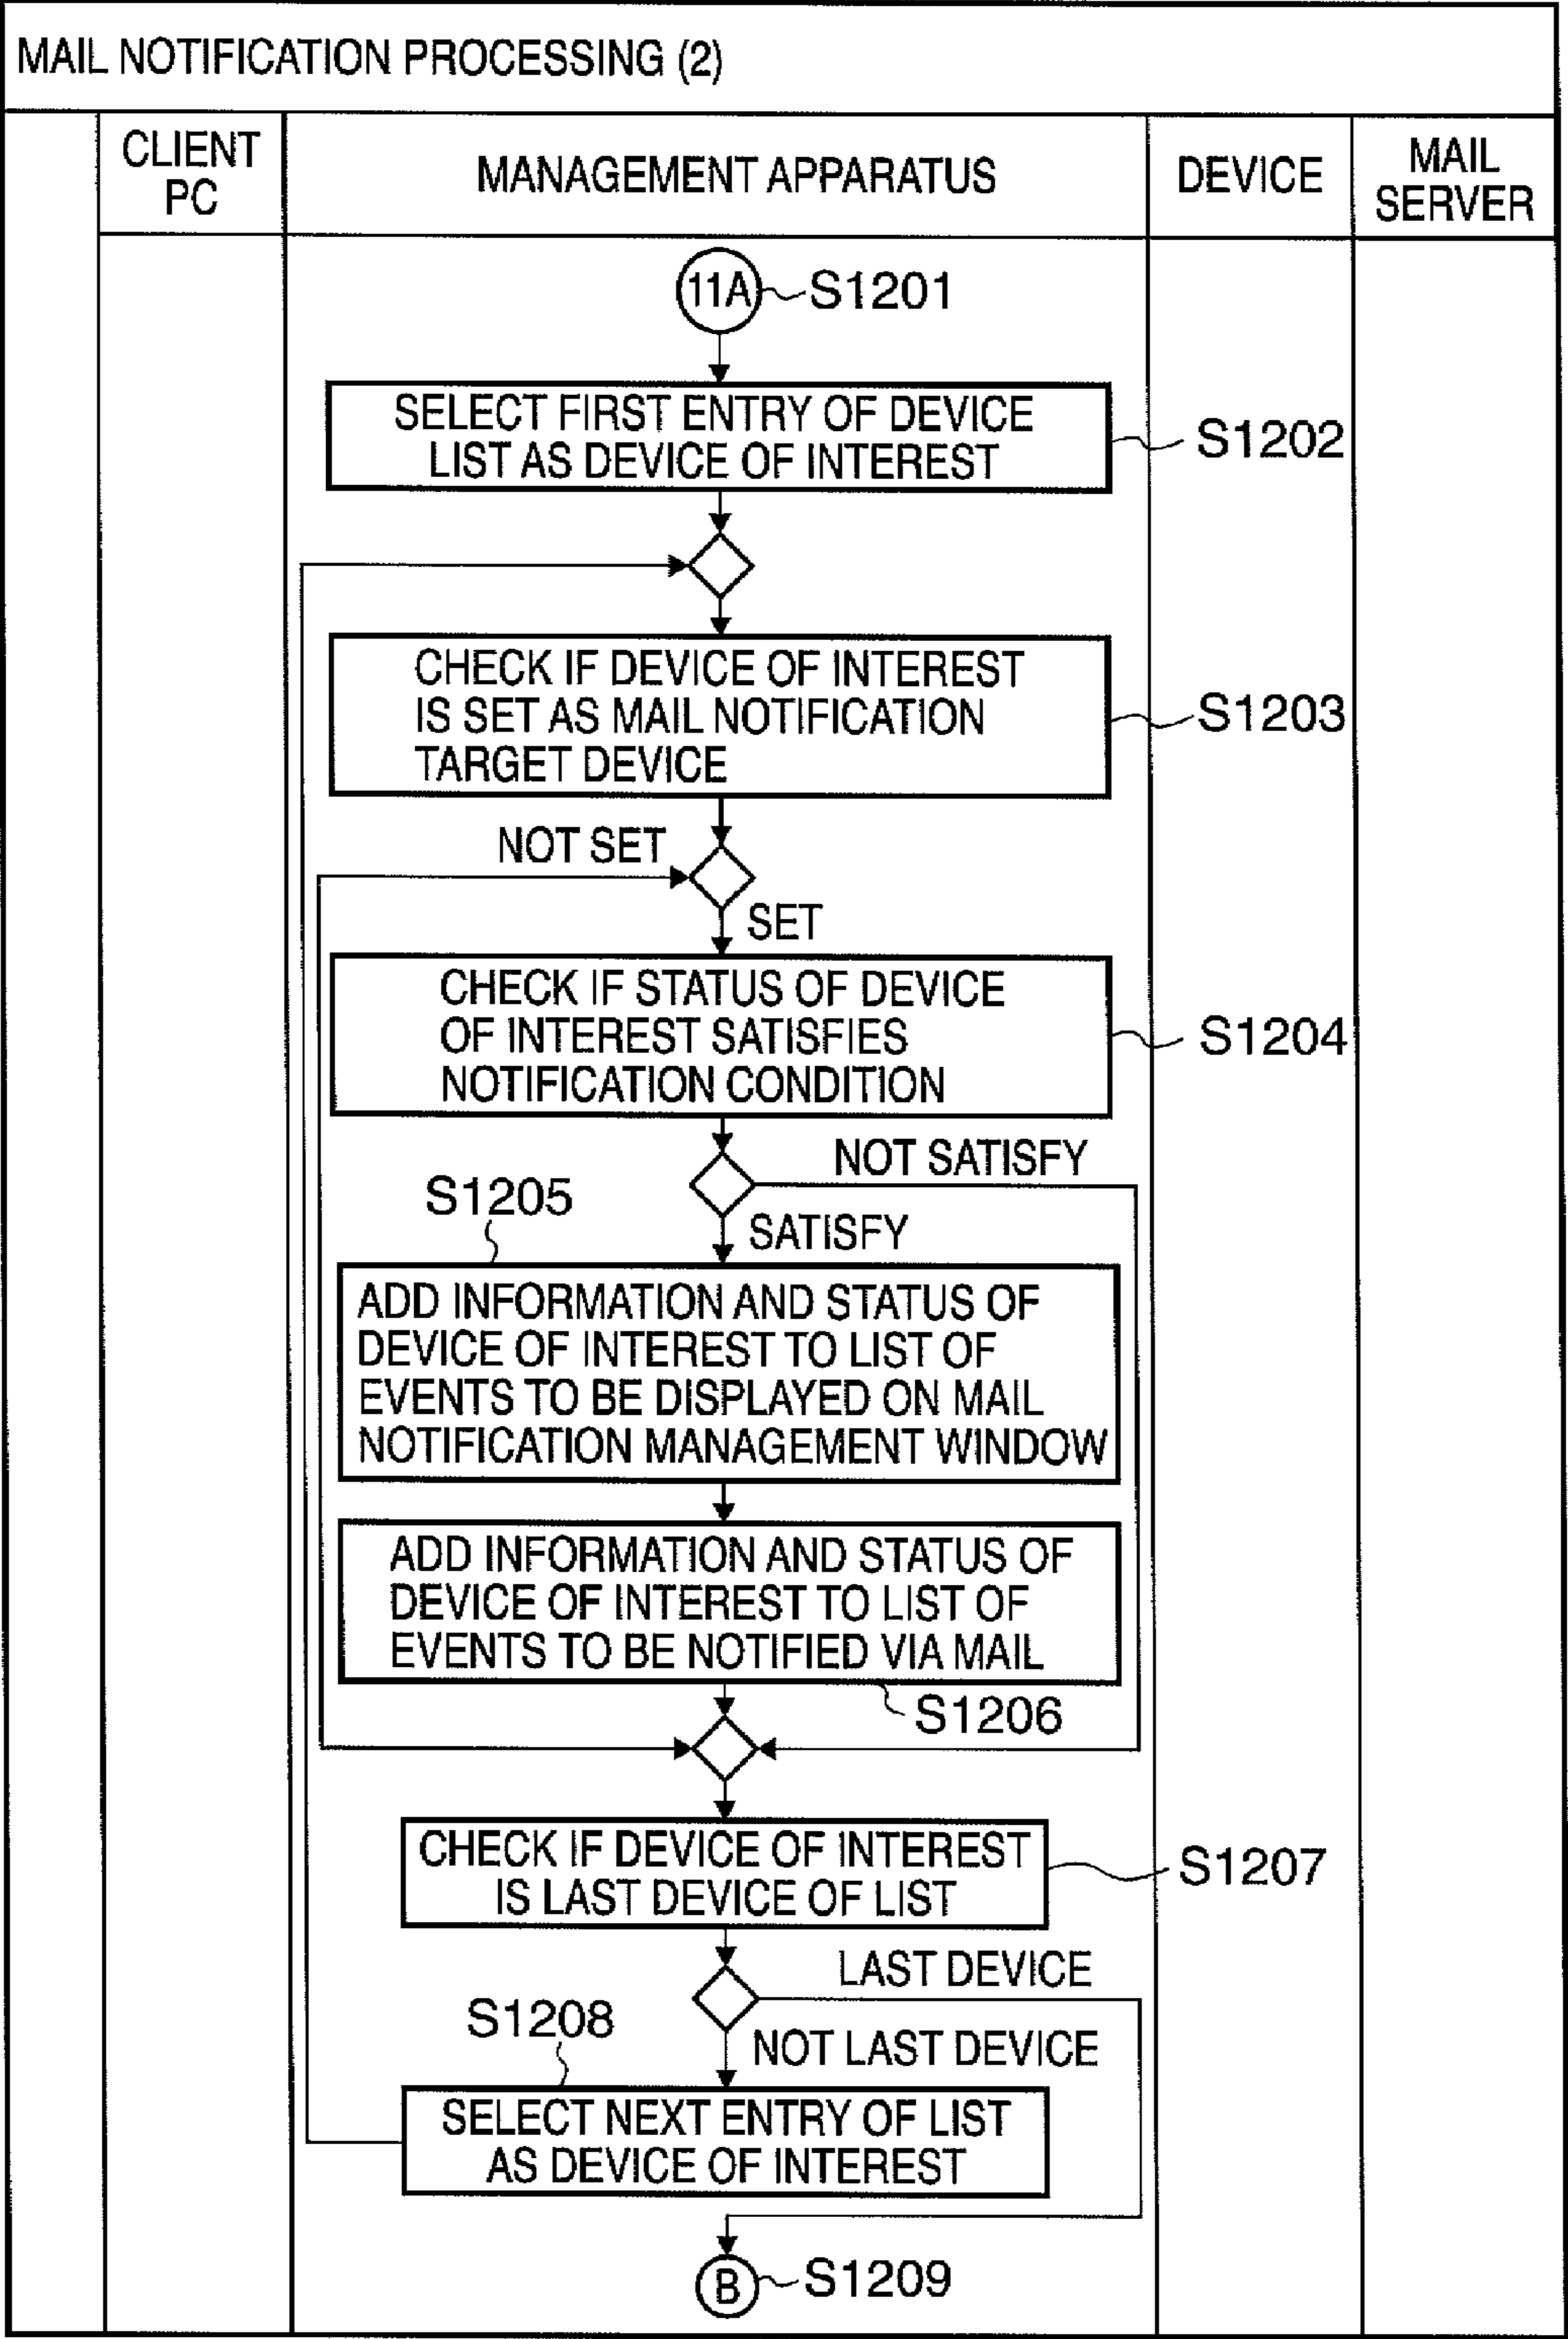 MAIL NOTIFICATION PROCESSING (2)
CLIENT
PC
MANAGEMENT APPARATUS
DEVICE
MAIL
SERVER
11A
S1201
SELECT FIRST ENTRY OF DEVICE
LIST AS DEVICE OF INTEREST
S1202
CHECK IF DEVICE OF INTEREST
IS SET AS MAIL NOTIFICATION
TARGET DEVICE
S1203
NOT SET
SET
CHECK IF STATUS OF DEVICE
OF INTEREST SATISFIES
NOTIFICATION CONDITION
S1204
NOT SATISFY
S1205
SATISFY
ADD INFORMATION AND STATUS OF
DEVICE OF INTEREST TO LIST OF
EVENTS TO BE DISPLAYED ON MAIL
NOTIFICATION MANAGEMENT WINDOW
ADD INFORMATION AND STATUS OF
DEVICE OF INTEREST TO LIST OF
EVENTS TO BE NOTIFIED VIA MAIL
S1206
CHECK IF DEVICE OF INTEREST
IS LAST DEVICE OF LIST
S1207
LAST DEVICE
S1208
NOT LAST DEVICE
SELECT NEXT ENTRY OF LIST
AS DEVICE OF INTEREST
B
S1209